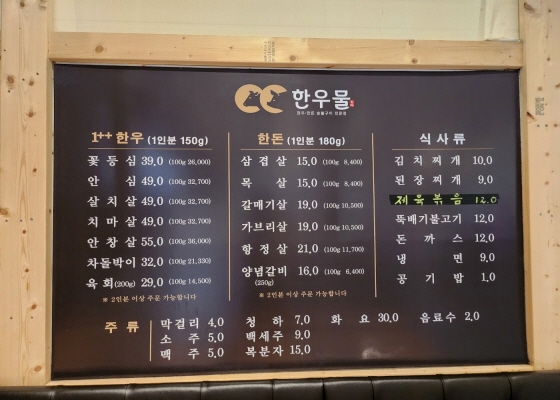 한우물
1++ 한우 (1인분 150g)
꽃등심 39.0 (100g 26,000)
안심 49.0 (100g 32,700)
살치살 49.0 (100g 32,700)
치마살 49.0 (100g 32,700)
안창살 55.0 (100g 36,000)
차돌박이 32.0 (100g 21,330)
육회(200g) 29.0 (100g 14,500)
※ 2인분 이상 주문 가능합니다
한돈 (1인분 180g)
삼겹살 15.0 (100g 8,400)
목살 15.0 (100g 8,400)
갈매기살 19.0 (100g 10,500)
가브리살 19.0 (100g 10,500)
항정살 21.0 (100g 11,700)
양념갈비 16.0 (100g 6,400)
(250g)
※ 2인분 이상 주문 가능합니다
식사류
김치찌개 10.0
된장찌개 9.0
제육볶음 12.0
뚝배기불고기 12.0
돈까스 12.0
냉면 9.0
공기밥 1.0
주류
막걸리 4.0 청하 7.0 화요 30.0 음료수 2.0
소주 5.0 백세주 9.0
맥주 5.0 복분자 15.0